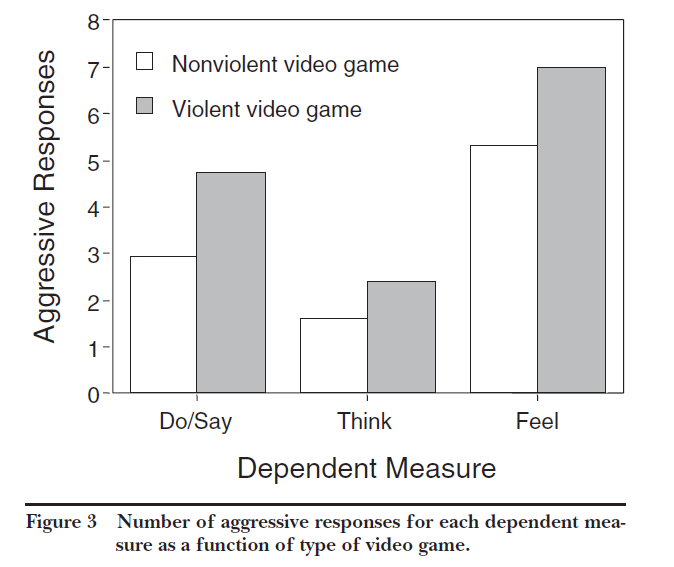 8
7
6
5
4
3
2
1
0
Aggressive Responses
Nonviolent video game
Violent video game
Do/Say Think Feel
Dependent Measure
Figure 3 Number of aggressive responses for each dependent mea-
sure as a function of type of video game.